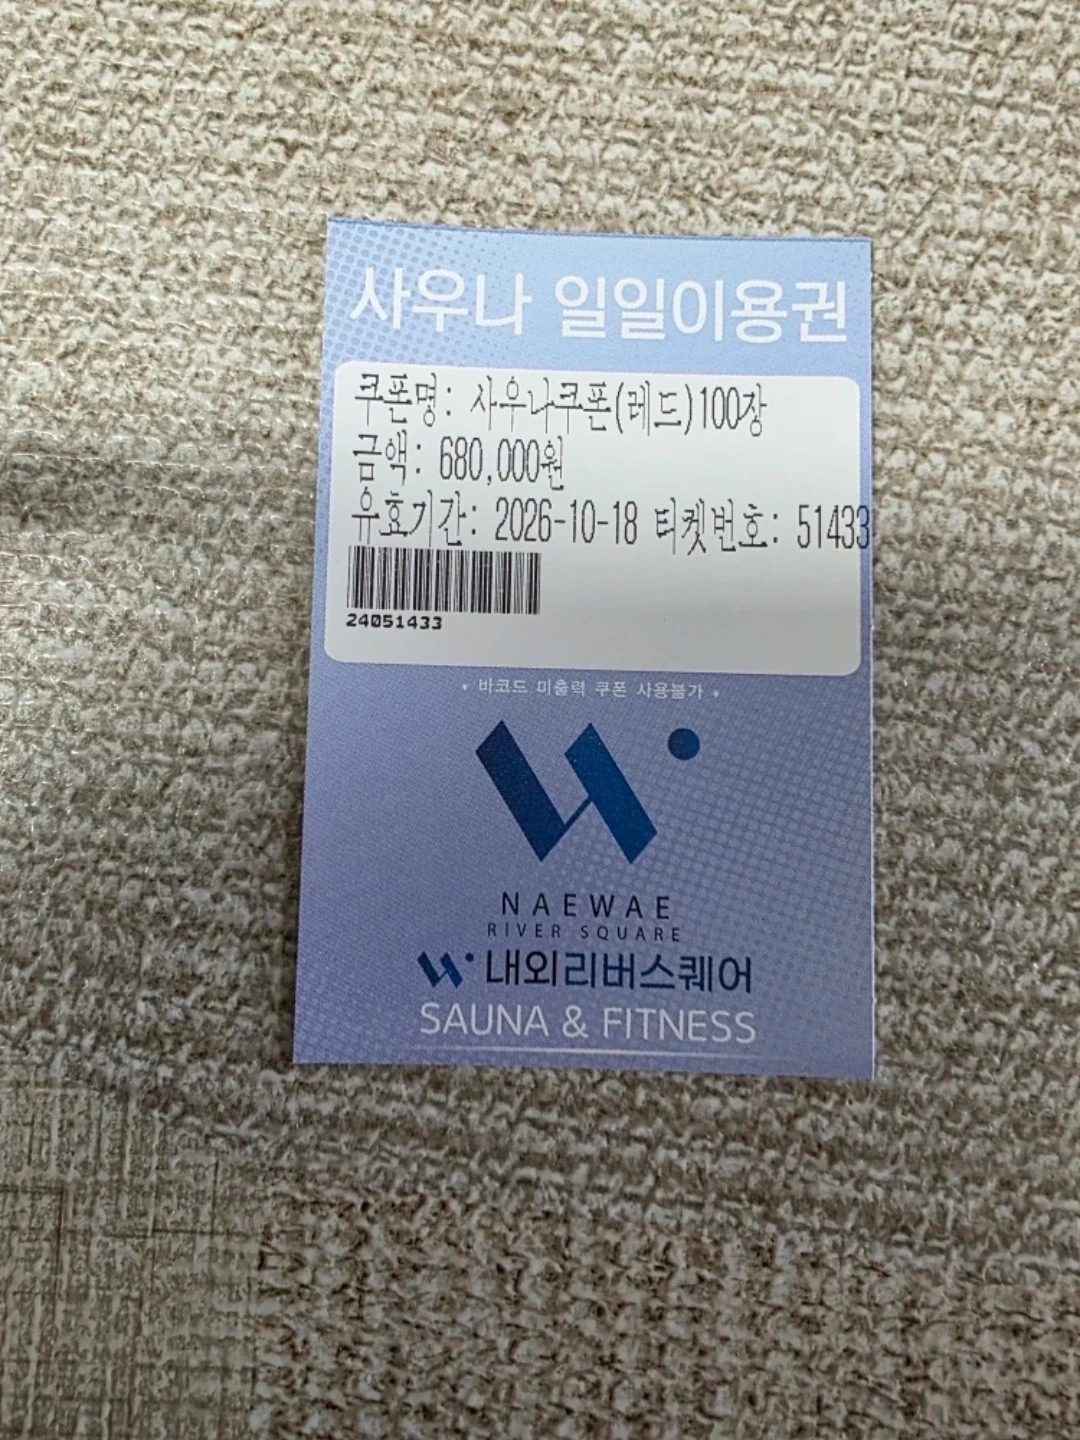 사우나 일일이용권
쿠폰명: 사우나쿠폰(레드)100장
금액: 680,000원
유효기간: 2026-10-18 티켓번호: 51433
24051433
* 바코드 미출력 쿠폰 사용불가 *
NAEWAE
RIVER SQUARE
내외리버스퀘어
SAUNA & FITNESS